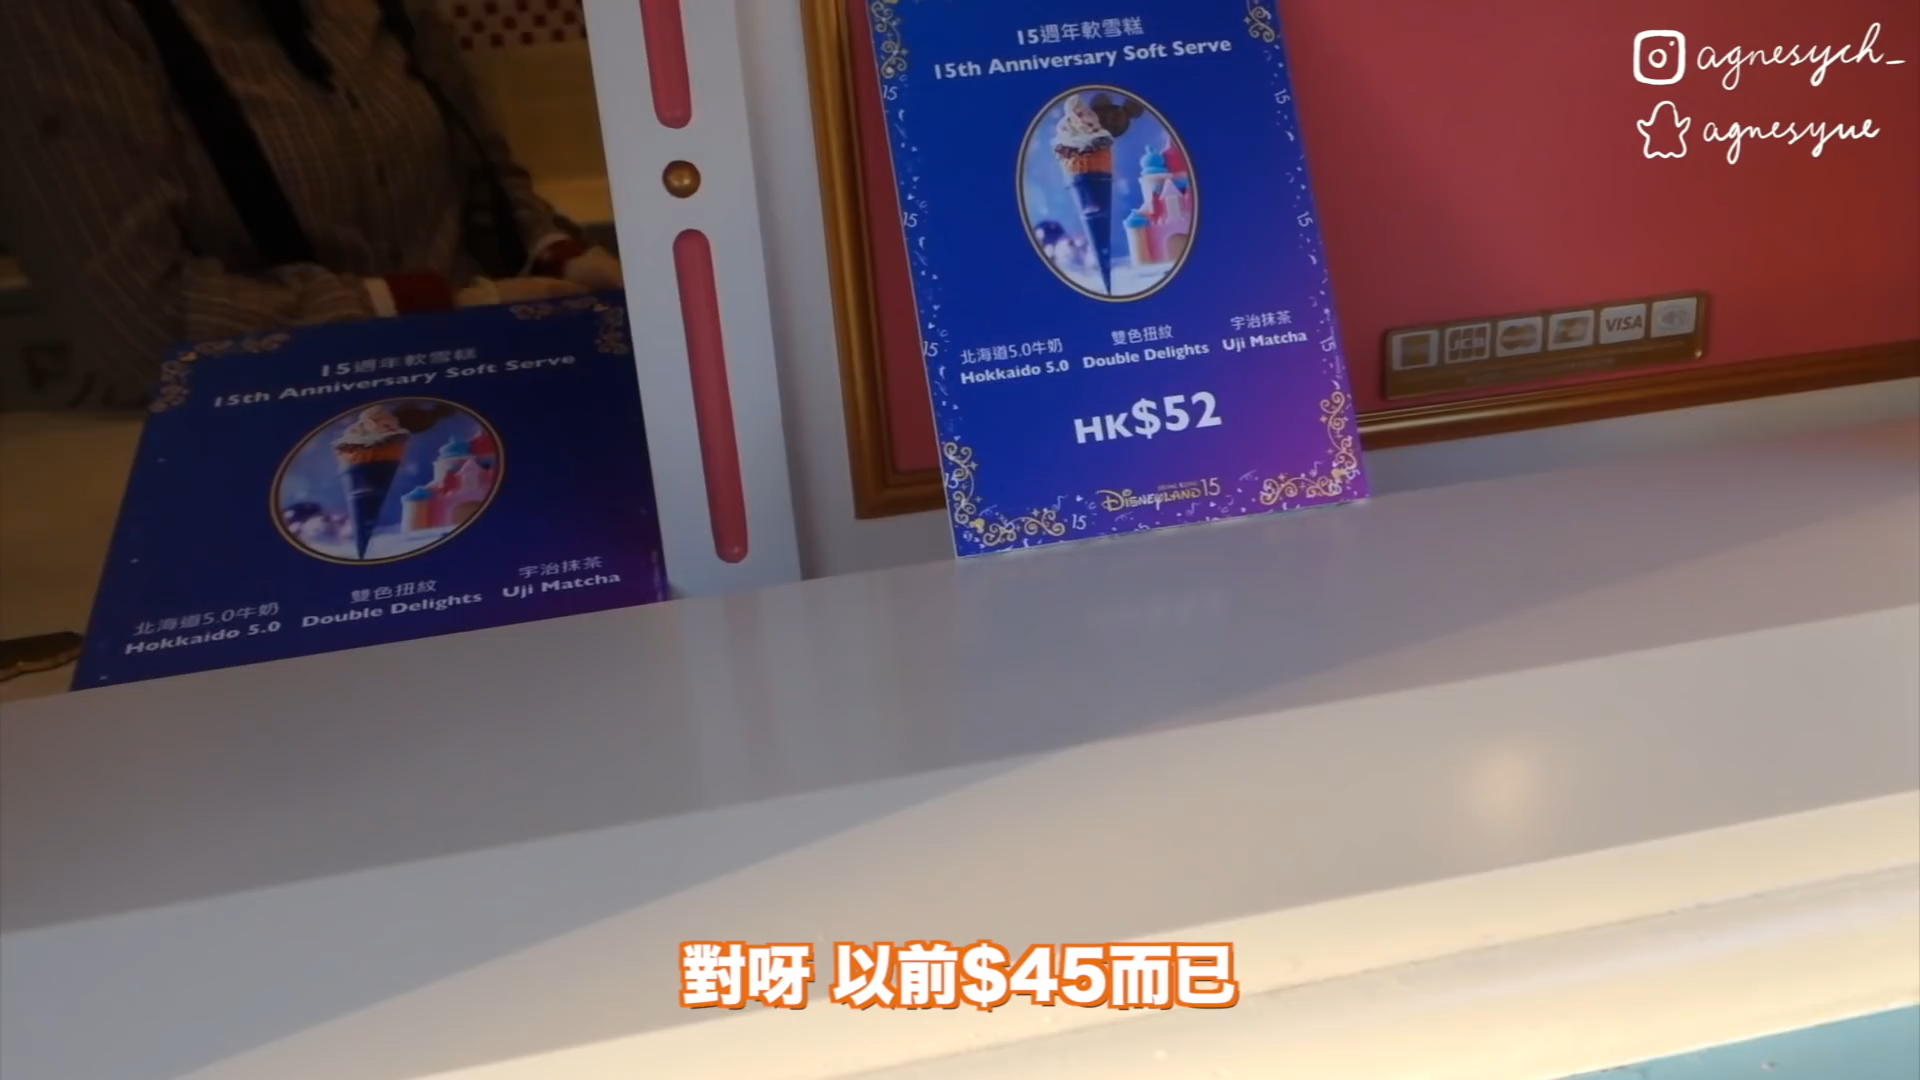 agnesych_
agnesyue
15週年軟雪糕
15th Anniversary Soft Serve
北海道5.0牛奶
Hokkaido 5.0
雙色扭紋
Double Delights
宇治抹茶
Uji Matcha
HK$52
DISNEYLAND 15
JCB
VISA
15週年軟雪糕
15th Anniversary Soft Serve
北海道5.0牛奶
Hokkaido 5.0
雙色扭紋
Double Delights
宇治抹茶
Uji Matcha
對呀 以前$45而已